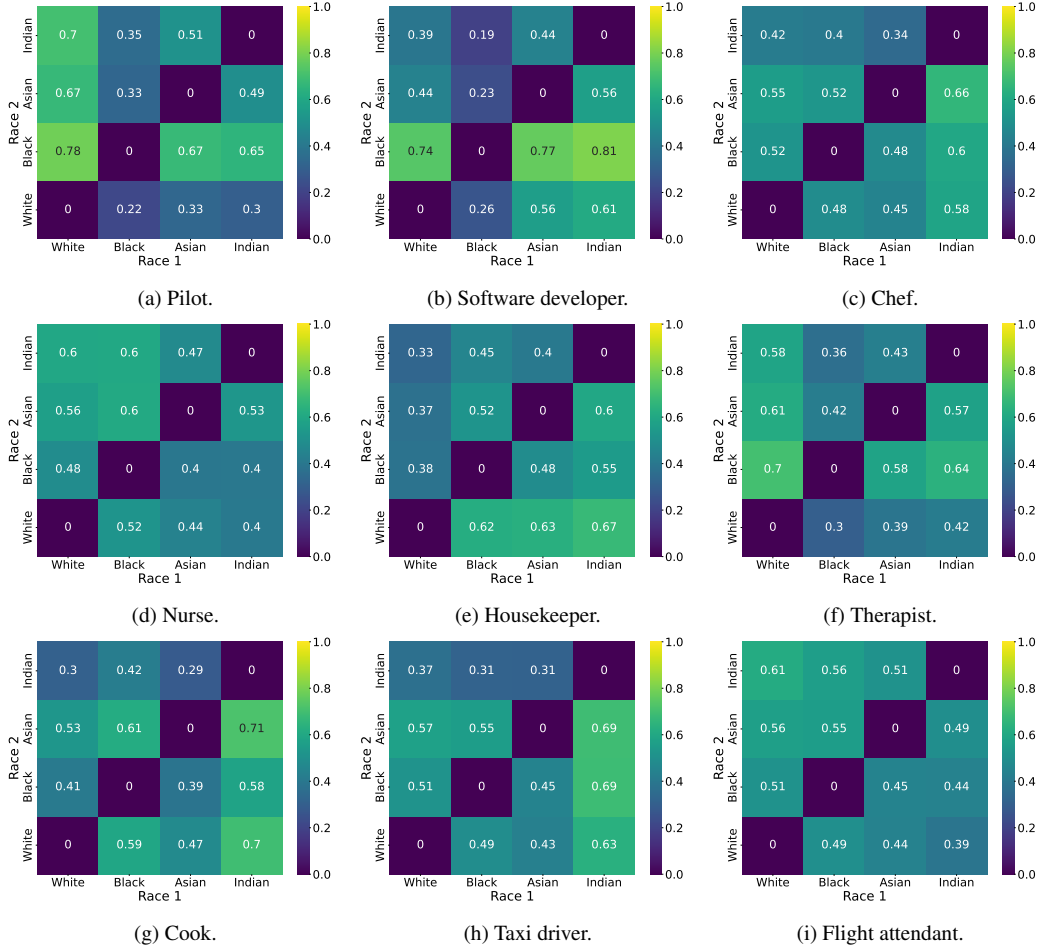 1.0
Indian 0.7 0.35 0.51 0
0.8
Asian 0.67 0.33 0 0.49
0.6
Race 2
0.4
Black 0.78 0 0.67 0.65
0.2
White 0 0.22 0.33 0.3
0.0
White Black Asian Indian
Race 1
(a) Pilot.
1.0
Indian 0.39 0.19 0.44 0
0.8
Asian 0.44 0.23 0 0.56
0.6
Race 2
0.4
Black 0.74 0 0.77 0.81
0.2
White 0 0.26 0.56 0.61
0.0
White Black Asian Indian
Race 1
(b) Software developer.
1.0
Indian 0.42 0.4 0.34 0
0.8
Asian 0.55 0.52 0 0.66
0.6
Race 2
0.4
Black 0.52 0 0.48 0.6
0.2
White 0 0.48 0.45 0.58
0.0
White Black Asian Indian
Race 1
(c) Chef.
1.0
Indian 0.6 0.6 0.47 0
0.8
Asian 0.56 0.6 0 0.53
0.6
Race 2
0.4
Black 0.48 0 0.4 0.4
0.2
White 0 0.52 0.44 0.4
0.0
White Black Asian Indian
Race 1
(d) Nurse.
1.0
Indian 0.33 0.45 0.4 0
0.8
Asian 0.37 0.52 0 0.6
0.6
Race 2
0.4
Black 0.38 0 0.48 0.55
0.2
White 0 0.62 0.63 0.67
0.0
White Black Asian Indian
Race 1
(e) Housekeeper.
1.0
Indian 0.58 0.36 0.43 0
0.8
Asian 0.61 0.42 0 0.57
0.6
Race 2
0.4
Black 0.7 0 0.58 0.64
0.2
White 0 0.3 0.39 0.42
0.0
White Black Asian Indian
Race 1
(f) Therapist.
1.0
Indian 0.3 0.42 0.29 0
0.8
Asian 0.53 0.61 0 0.71
0.6
Race 2
0.4
Black 0.41 0 0.39 0.58
0.2
White 0 0.59 0.47 0.7
0.0
White Black Asian Indian
Race 1
(g) Cook.
1.0
Indian 0.37 0.31 0.31 0
0.8
Asian 0.57 0.55 0 0.69
0.6
Race 2
0.4
Black 0.51 0 0.45 0.69
0.2
White 0 0.49 0.43 0.63
0.0
White Black Asian Indian
Race 1
(h) Taxi driver.
1.0
Indian 0.61 0.56 0.51 0
0.8
Asian 0.56 0.55 0 0.49
0.6
Race 2
0.4
Black 0.51 0 0.45 0.44
0.2
White 0 0.49 0.44 0.39
0.0
White Black Asian Indian
Race 1
(i) Flight attendant.